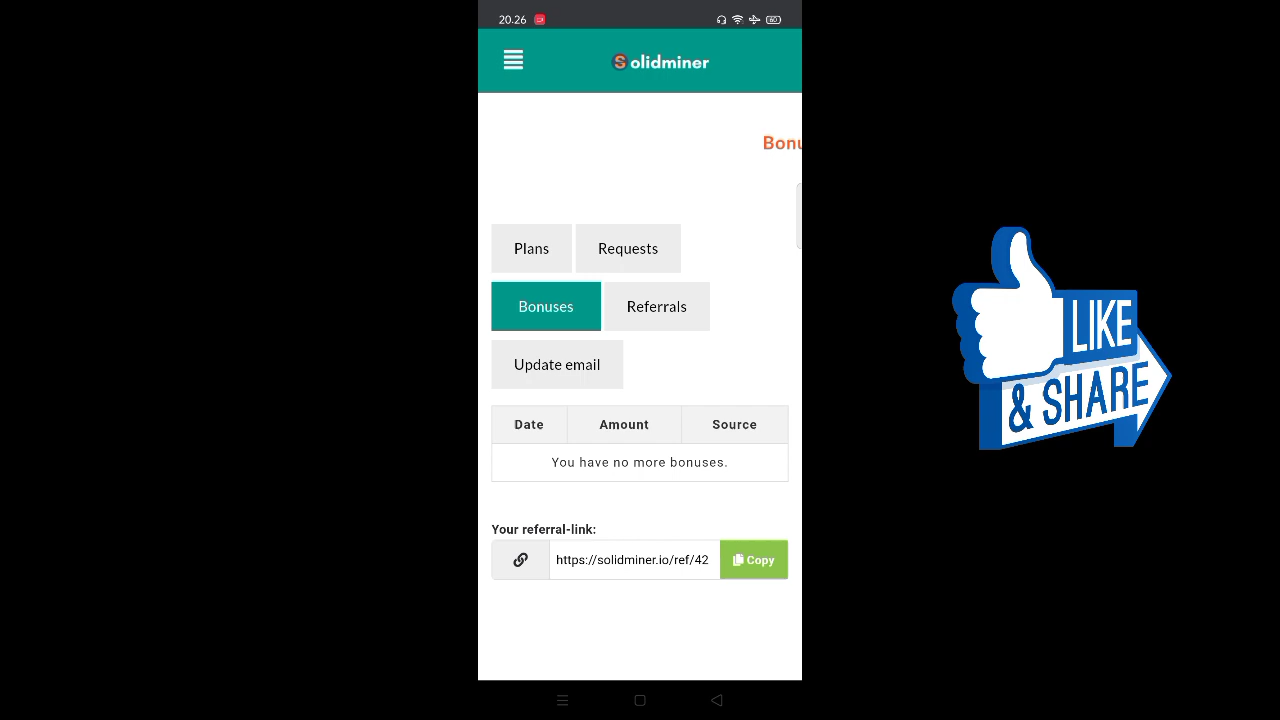 20.26
60
Solidminer
Bonu
Plans
Requests
Bonuses
Referrals
Update email
Date
Amount
Source
You have no more bonuses.
Your referral-link:
https://solidminer.io/ref/42
Copy
LIKE
& SHARE